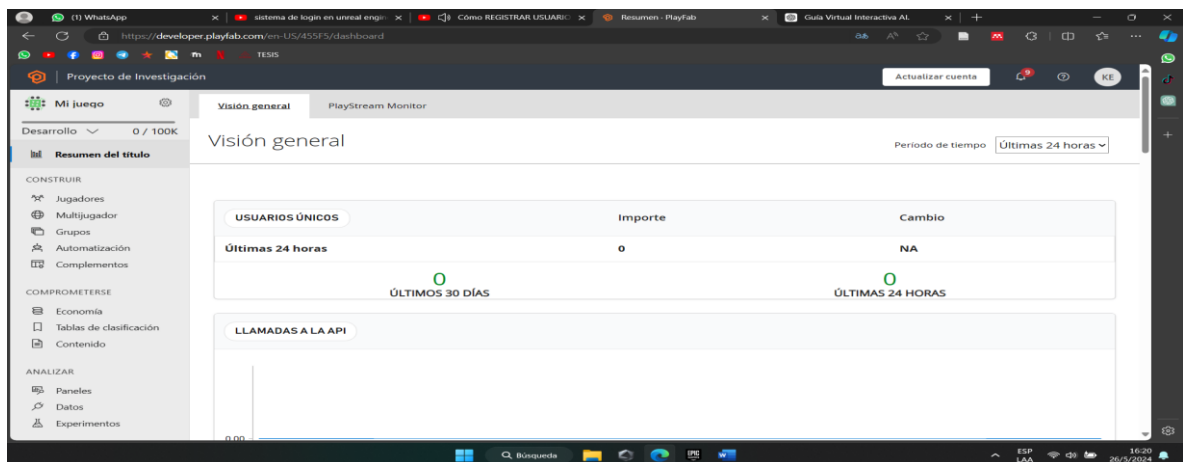 (1) WhatsApp
sistema de login en unreal engin
Cómo REGISTRAR USUARIO
Resumen - PlayFab
Guía Virtual Interactiva AL
https://developer.playfab.com/en-US/455F5/dashboard
TESIS
Proyecto de Investigación
Actualizar cuenta
9
KE
Mi juego
Visión general
PlayStream Monitor
Desarrollo
0 / 100K
Visión general
Período de tiempo
Últimas 24 horas
Resumen del título
CONSTRUIR
Jugadores
Multijugador
Grupos
Automatización
Complementos
USUARIOS ÚNICOS
Importe
Cambio
Últimas 24 horas
0
NA
0
ÚLTIMOS 30 DÍAS
0
ÚLTIMAS 24 HORAS
COMPROMETERSE
Economía
Tablas de clasificación
Contenido
LLAMADAS A LA API
ANALIZAR
Paneles
Datos
Experimentos
0.00
Búsqueda
EPIC
ESP
LAA
16:20
26/5/2024